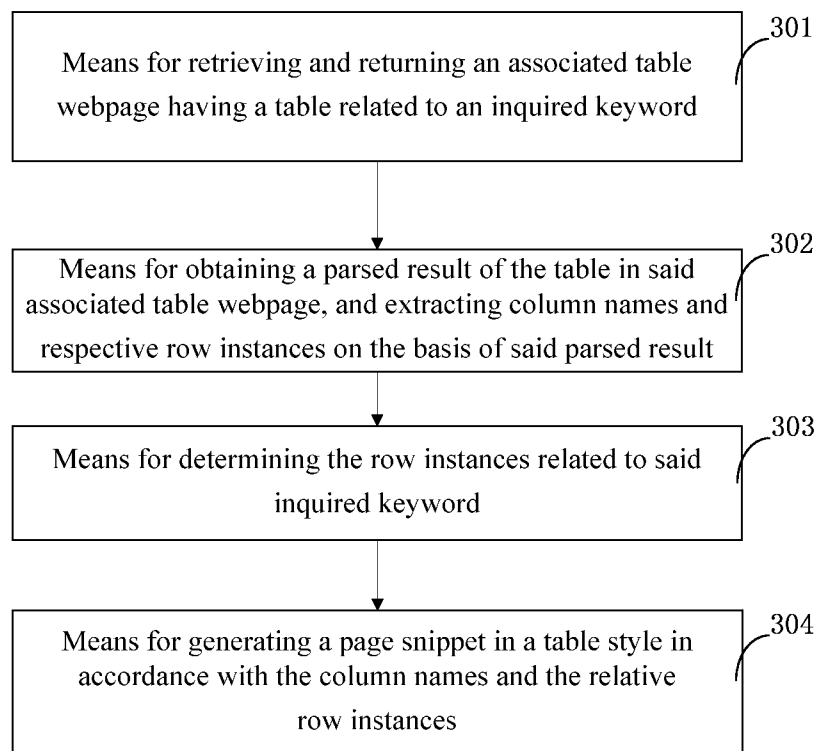 301
Means for retrieving and returning an associated table
webpage having a table related to an inquired keyword
302
Means for obtaining a parsed result of the table in said
associated table webpage, and extracting column names and
respective row instances on the basis of said parsed result
303
Means for determining the row instances related to said
inquired keyword
304
Means for generating a page snippet in a table style in
accordance with the column names and the relative
row instances